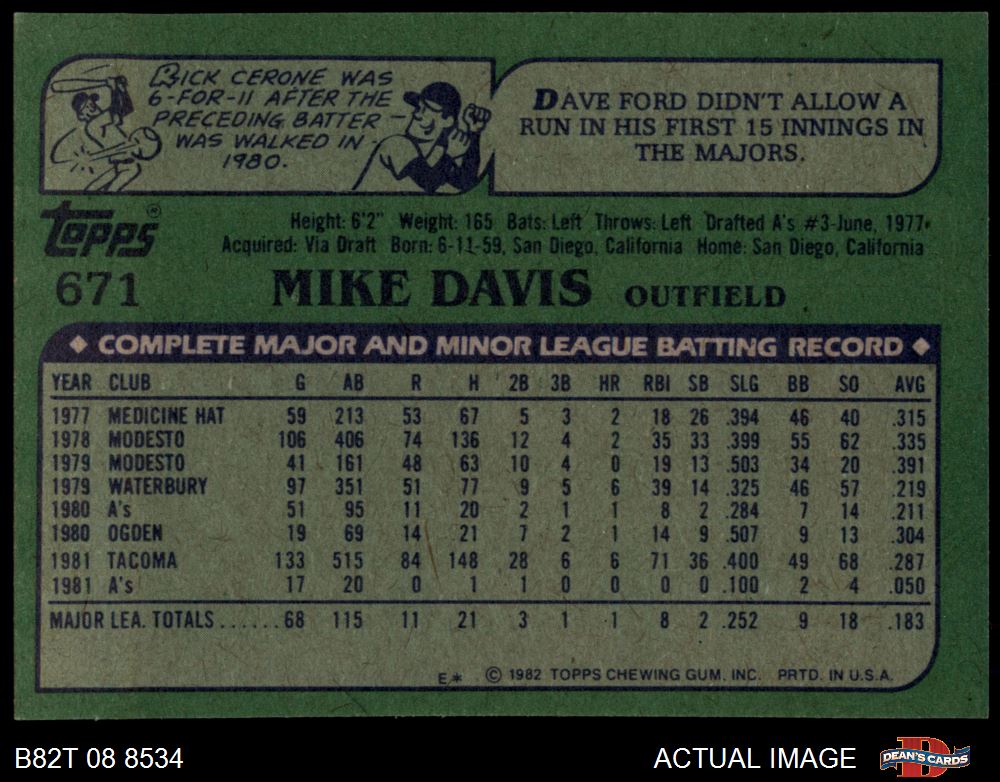 RICK CERONE WAS
6-FOR-11 AFTER THE
PRECEDING BATTER
WAS WALKED IN
1980.
DAVE FORD DIDN'T ALLOW A
RUN IN HIS FIRST 15 INNINGS IN
THE MAJORS.
Topps®
Height: 6'2" Weight: 165 Bats: Left Throws: Left Drafted A's #3-June, 1977.
Acquired: Via Draft Born: 6-11-59, San Diego, California Home: San Diego, California
671 MIKE DAVIS OUTFIELD
◆ COMPLETE MAJOR AND MINOR LEAGUE BATTING RECORD ◆
YEAR CLUB G AB R H 2B 3B HR RBI SB SLG BB SO AVG
1977 MEDICINE HAT 59 213 53 67 5 3 2 18 26 .394 46 40 .315
1978 MODESTO 106 406 74 136 12 4 2 35 33 .399 55 62 .335
1979 MODESTO 41 161 48 63 10 4 0 19 13 .503 34 20 .391
1979 WATERBURY 97 351 51 77 9 5 6 39 14 .325 46 57 .219
1980 A's 51 95 11 20 2 1 1 8 2 .284 7 14 .211
1980 OGDEN 19 69 14 21 7 2 1 14 9 .507 9 13 .304
1981 TACOMA 133 515 84 148 28 6 6 71 36 .400 49 68 .287
1981 A's 17 20 0 1 1 0 0 0 0 .100 2 4 .050
MAJOR LEA. TOTALS ......68 115 11 21 3 1 1 8 2 .252 9 18 .183
E* © 1982 TOPPS CHEWING GUM, INC. PRTD. IN U.S.A.
B82T 08 8534 ACTUAL IMAGE D DEAN'S CARDS